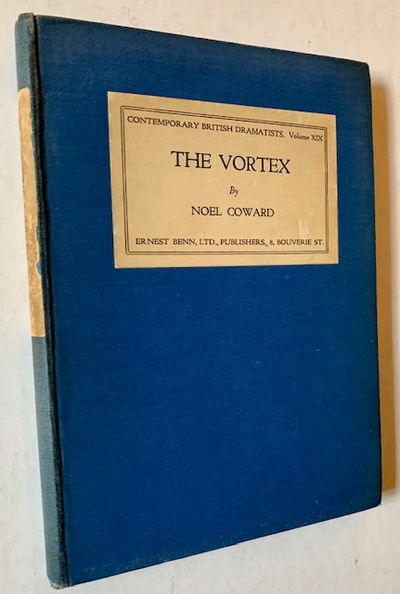 CONTEMPORARY BRITISH DRAMATISTS. Volume XIX
THE VORTEX
By
NOEL COWARD
ERNEST BENN, LTD., PUBLISHERS, 8, BOUVERIE ST.